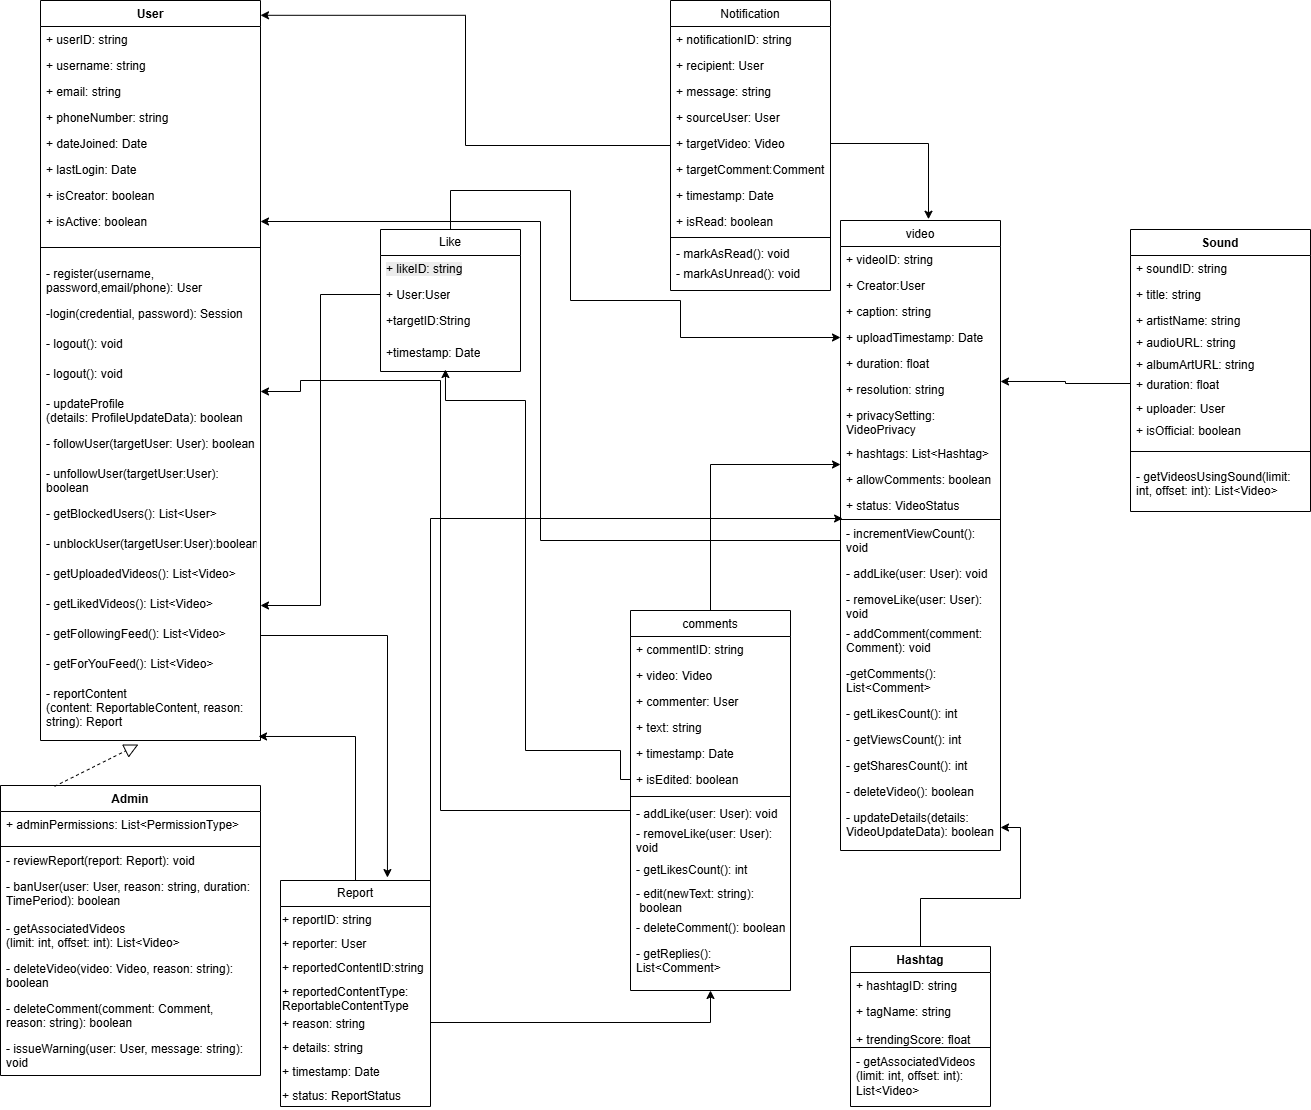 User
+ userID: string
+ username: string
+ email: string
+ phoneNumber: string
+ dateJoined: Date
+ lastLogin: Date
+ isCreator: boolean
+ isActive: boolean
- register(username,
password,email/phone): User
-login(credential, password): Session
- logout(): void
- logout(): void
- updateProfile
(details: ProfileUpdateData): boolean
- followUser(targetUser: User): boolean
- unfollowUser(targetUser:User):
boolean
- getBlockedUsers(): List<User>
- unblockUser(targetUser:User):boolean
- getUploadedVideos(): List<Video>
- getLikedVideos(): List<Video>
- getFollowingFeed(): List<Video>
- getForYouFeed(): List<Video>
- reportContent
(content: ReportableContent, reason:
string): Report
Admin
+ adminPermissions: List<PermissionType>
- reviewReport(report: Report): void
- banUser(user: User, reason: string, duration:
TimePeriod): boolean
- getAssociatedVideos
(limit: int, offset: int): List<Video>
- deleteVideo(video: Video, reason: string):
boolean
- deleteComment(comment: Comment,
reason: string): boolean
- issueWarning(user: User, message: string):
void
Like
+ likeID: string
+ User:User
+targetID:String
+timestamp: Date
Report
+ reportID: string
+ reporter: User
+ reportedContentID:string
+ reportedContentType:
ReportableContentType
+ reason: string
+ details: string
+ timestamp: Date
+ status: ReportStatus
Notification
+ notificationID: string
+ recipient: User
+ message: string
+ sourceUser: User
+ targetVideo: Video
+ targetComment:Comment
+ timestamp: Date
+ isRead: boolean
- markAsRead(): void
- markAsUnread(): void
comments
+ commentID: string
+ video: Video
+ commenter: User
+ text: string
+ timestamp: Date
+ isEdited: boolean
- addLike(user: User): void
- removeLike(user: User):
void
- getLikesCount(): int
- edit(newText: string):
boolean
- deleteComment(): boolean
- getReplies():
List<Comment>
video
+ videoID: string
+ Creator:User
+ caption: string
+ uploadTimestamp: Date
+ duration: float
+ resolution: string
+ privacySetting:
VideoPrivacy
+ hashtags: List<Hashtag>
+ allowComments: boolean
+ status: VideoStatus
- incrementViewCount():
void
- addLike(user: User): void
- removeLike(user: User):
void
- addComment(comment:
Comment): void
-getComments():
List<Comment>
- getLikesCount(): int
- getViewsCount(): int
- getSharesCount(): int
- deleteVideo(): boolean
- updateDetails(details:
VideoUpdateData): boolean
Hashtag
+ hashtagID: string
+ tagName: string
+ trendingScore: float
- getAssociatedVideos
(limit: int, offset: int):
List<Video>
Sound
+ soundID: string
+ title: string
+ artistName: string
+ audioURL: string
+ albumArtURL: string
+ duration: float
+ uploader: User
+ isOfficial: boolean
- getVideosUsingSound(limit:
int, offset: int): List<Video>